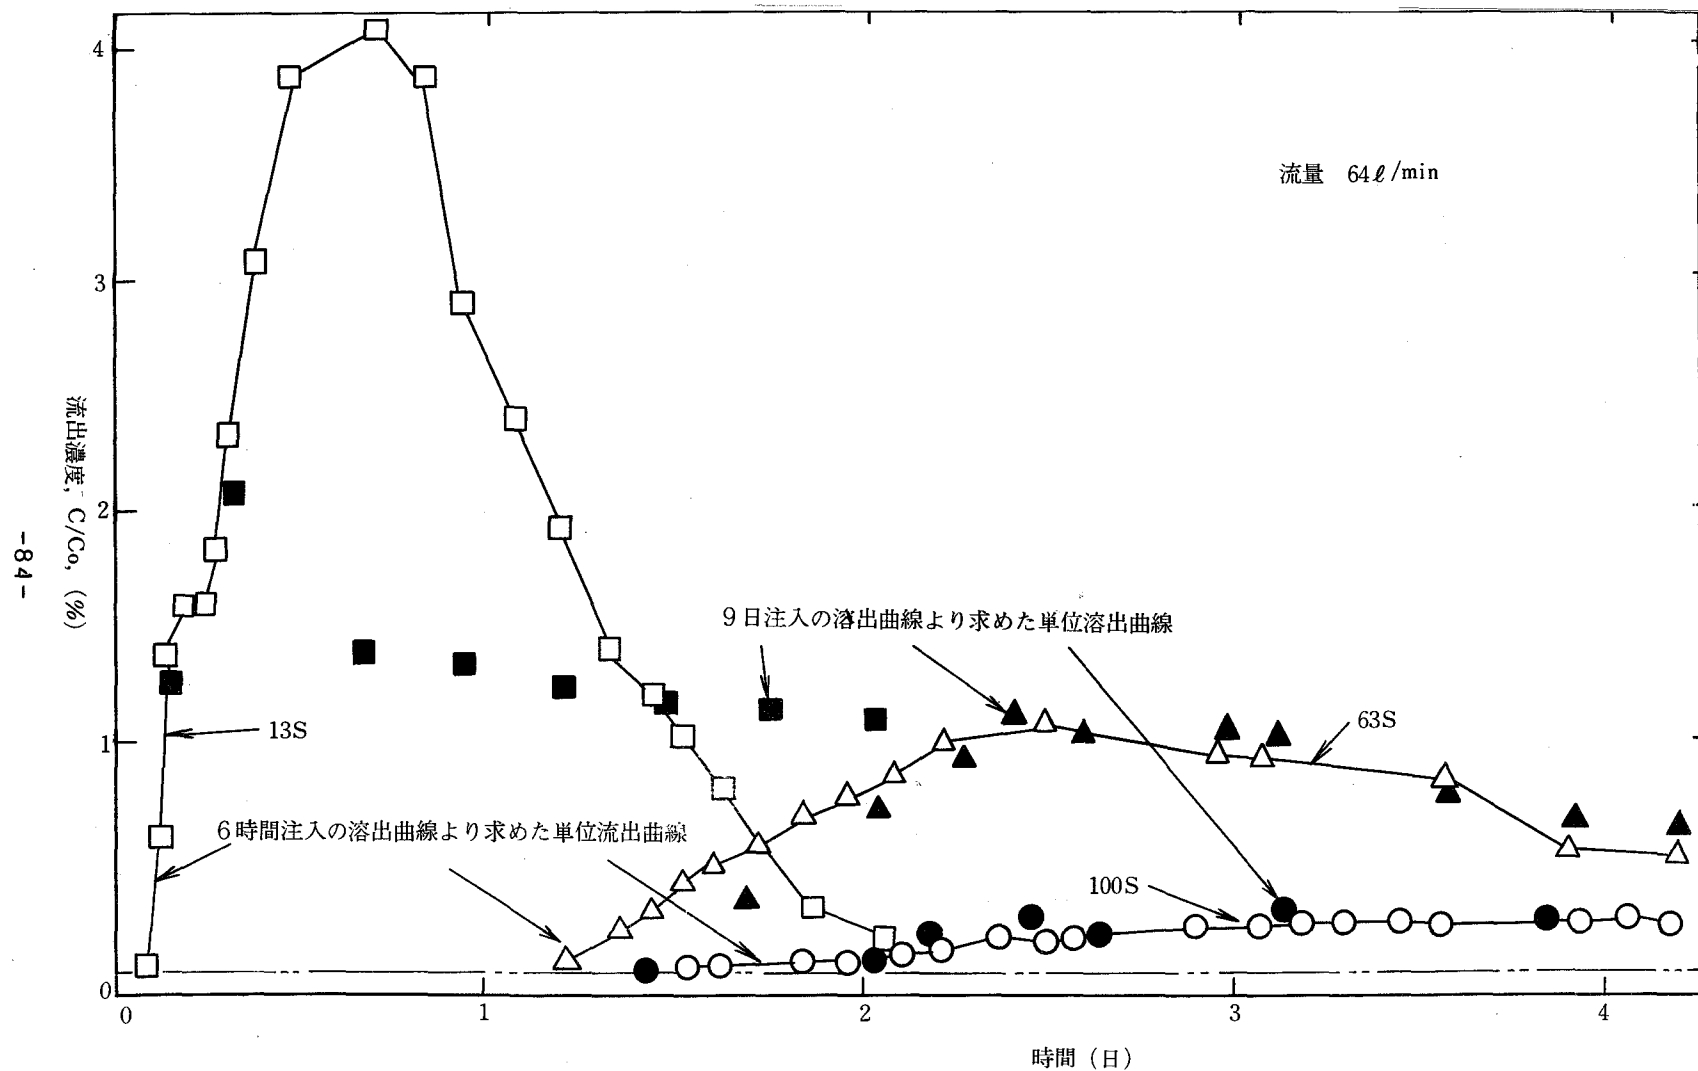 4
3
2
1
0
流出濃度, C/Co, (%)
流量 64ℓ/min
9日注入の溶出曲線より求めた単位溶出曲線
13S
63S
6時間注入の溶出曲線より求めた単位流出曲線
100S
0 1 2 3 4
時間 (日)
-84-